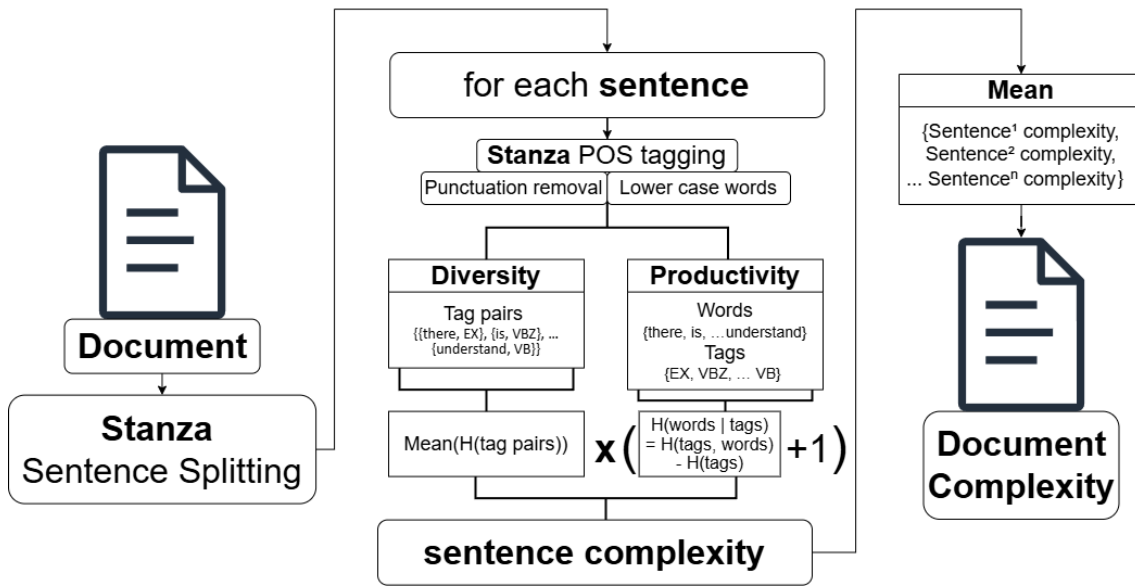 Document
Stanza
Sentence Splitting
for each sentence
Stanza POS tagging
Punctuation removal
Lower case words
Diversity
Tag pairs
{{there, EX}, {is, VBZ}, ...
{understand, VB}}
Productivity
Words
{there, is, ...understand}
Tags
{EX, VBZ, ... VB}
Mean(H(tag pairs))
x
(
H(words | tags)
= H(tags, words)
- H(tags)
+1)
sentence complexity
Mean
{Sentence¹ complexity,
Sentence² complexity,
... Sentenceⁿ complexity}
Document
Complexity